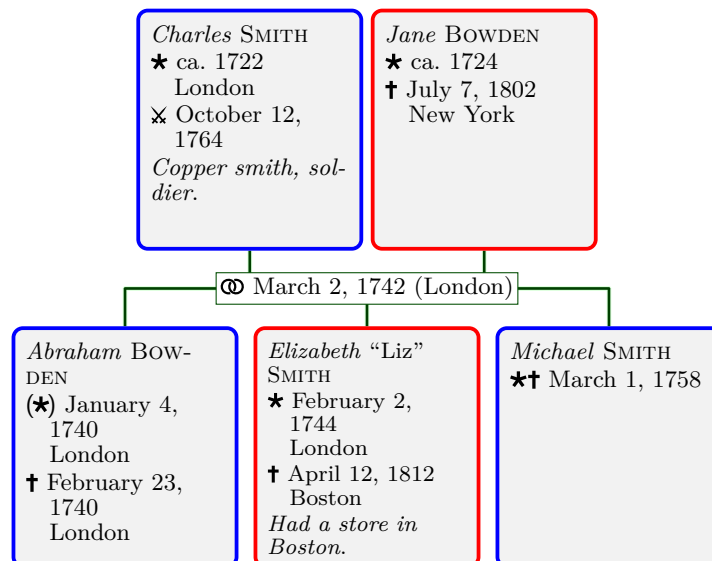 Charles SMITH
★ ca. 1722
London
⚔ October 12,
1764
Copper smith, sol-
dier.
Jane BOWDEN
★ ca. 1724
✝ July 7, 1802
New York
⚭ March 2, 1742 (London)
Abraham BOW-
DEN
(★) January 4,
1740
London
✝ February 23,
1740
London
Elizabeth “Liz”
SMITH
★ February 2,
1744
London
✝ April 12, 1812
Boston
Had a store in
Boston.
Michael SMITH
★✝ March 1, 1758